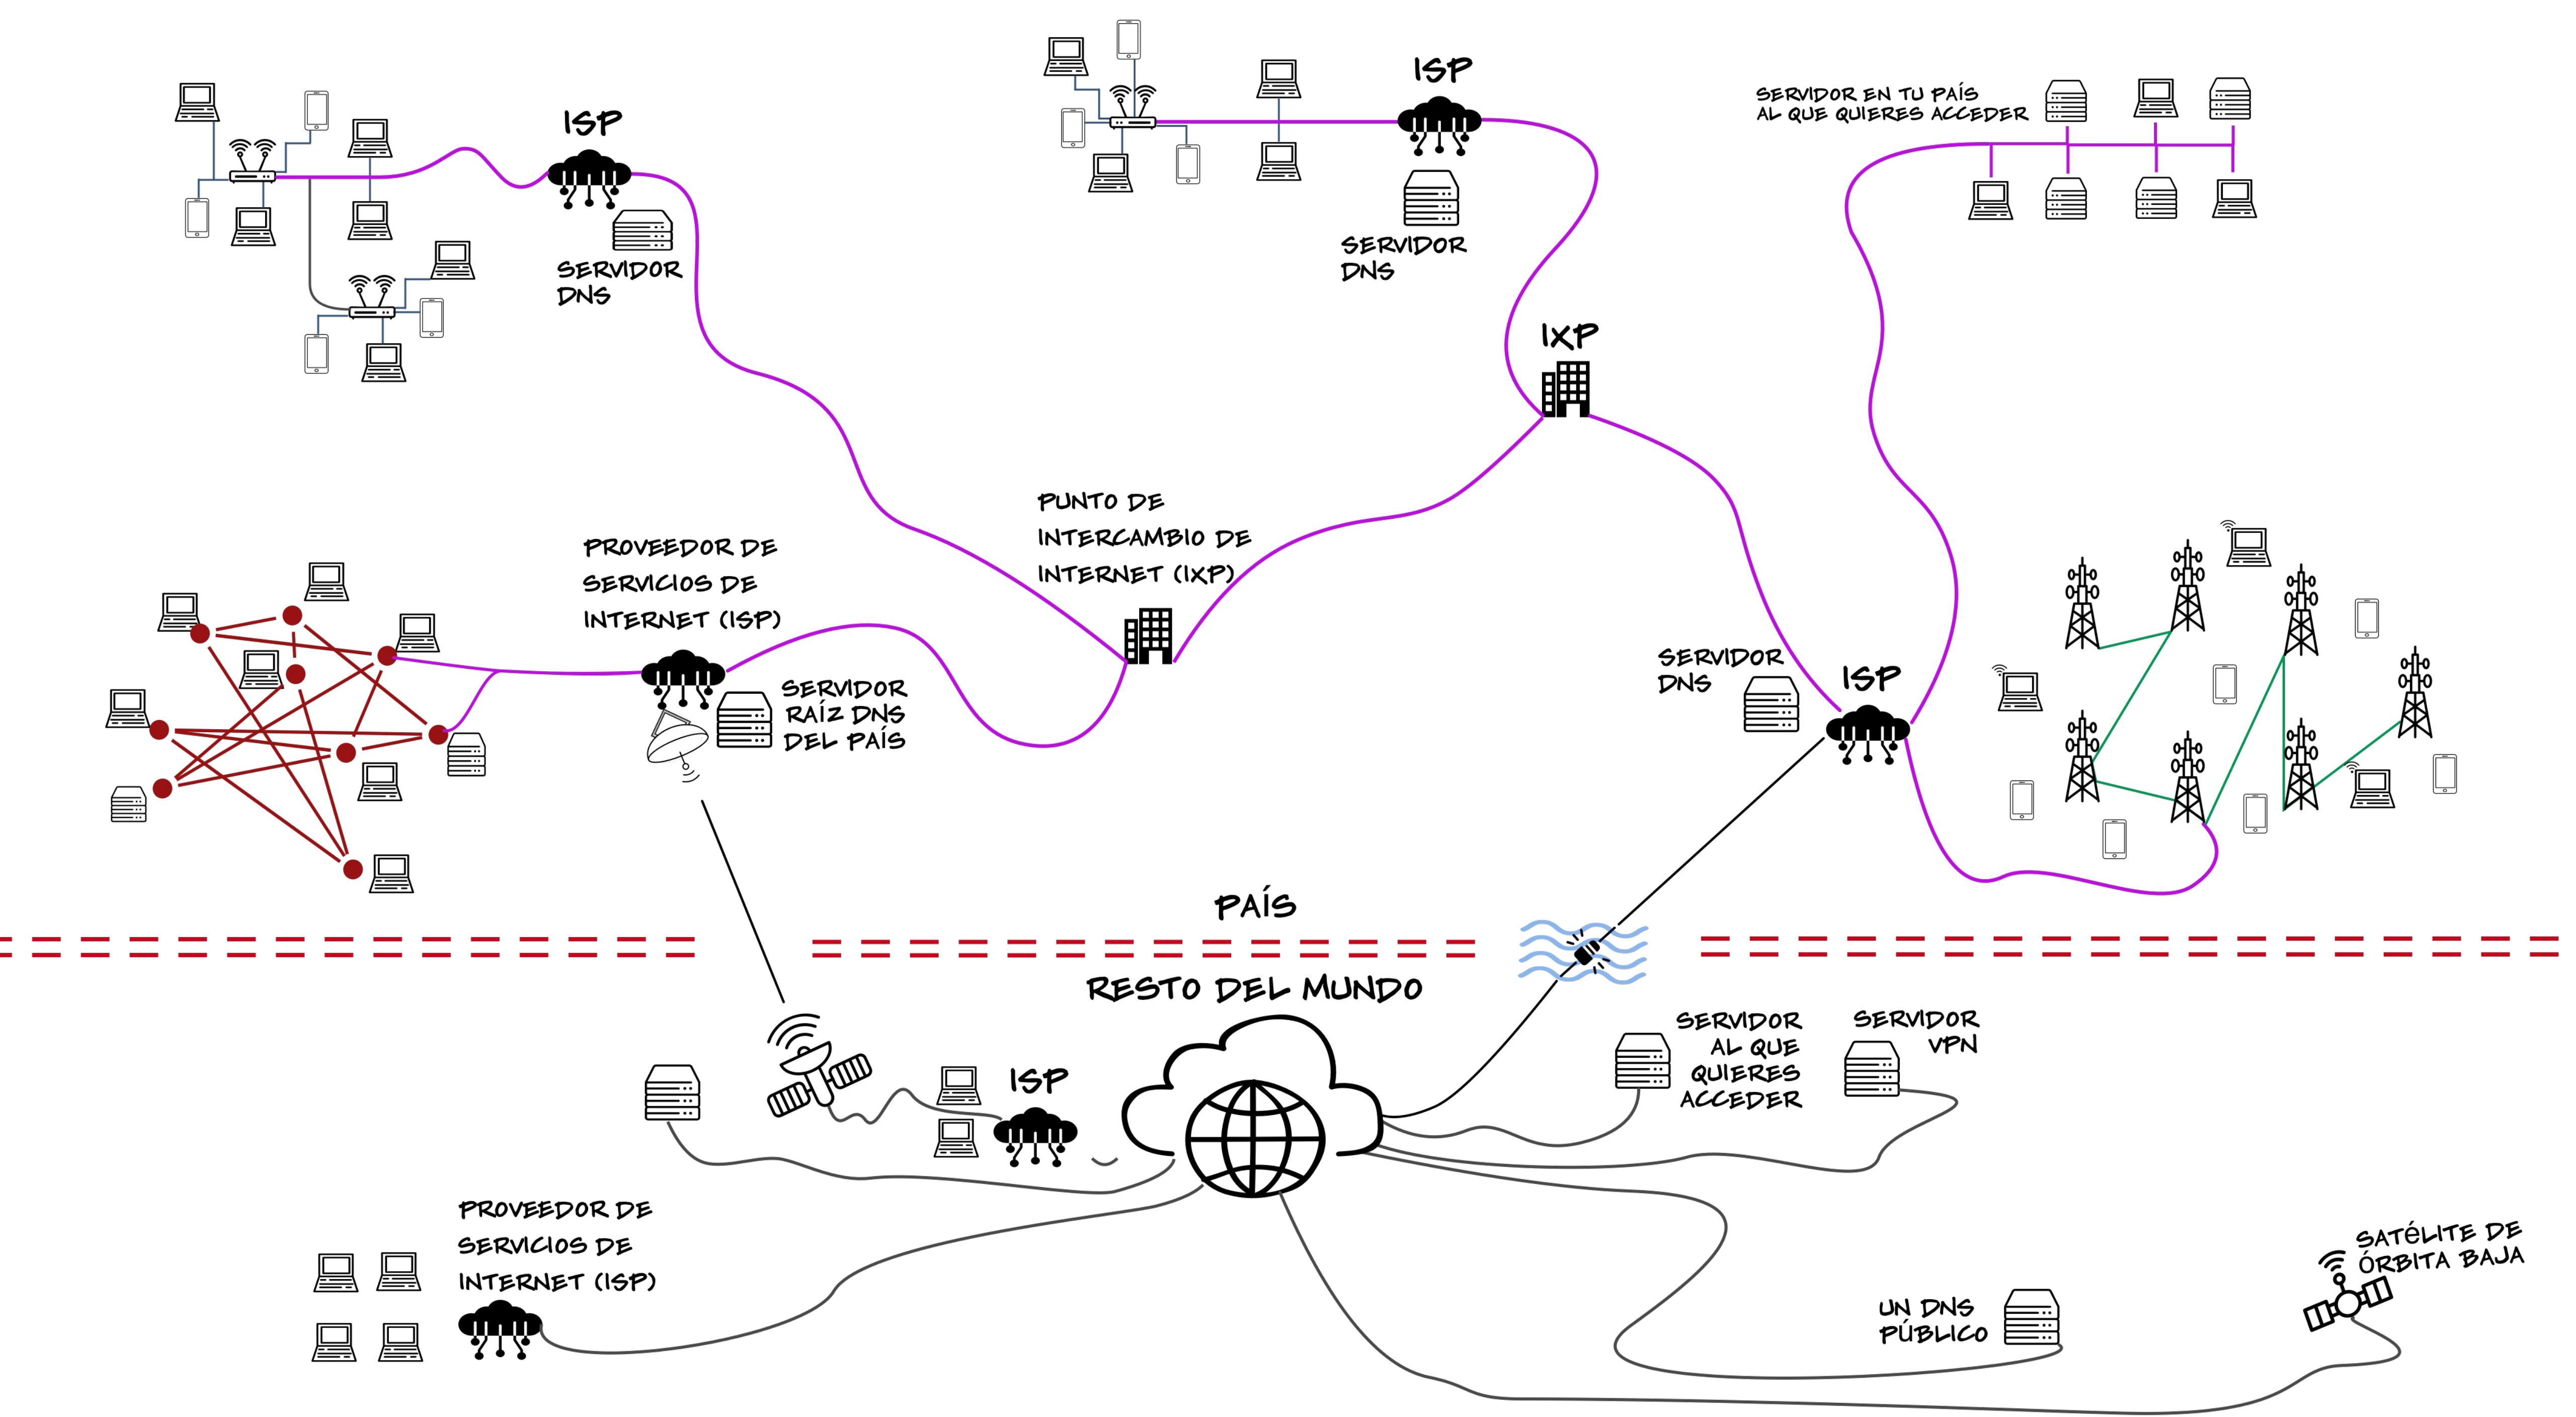 ISP
SERVIDOR
DNS
ISP
SERVIDOR
DNS
SERVIDOR EN TU PAÍS
AL QUE QUIERES ACCEDER
IXP
PUNTO DE
INTERCAMBIO DE
INTERNET (IXP)
PROVEEDOR DE
SERVICIOS DE
INTERNET (ISP)
SERVIDOR
RAÍZ DNS
DEL PAÍS
SERVIDOR
DNS
ISP
PAÍS
RESTO DEL MUNDO
ISP
SERVIDOR
AL QUE
QUIERES
ACCEDER
SERVIDOR
VPN
PROVEEDOR DE
SERVICIOS DE
INTERNET (ISP)
UN DNS
PÚBLICO
SATÉLITE DE
ÓRBITA BAJA